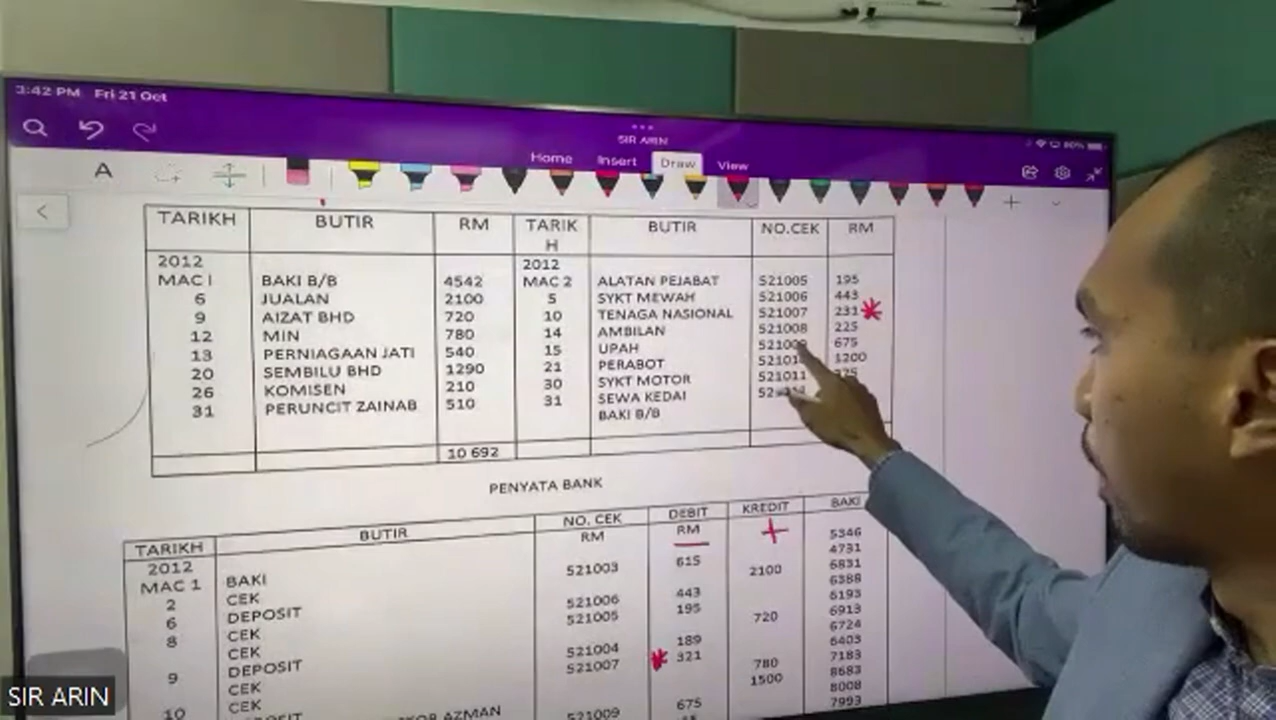 3:42 PM Fri 21 Oct
SIR ARIN
80%
Home Insert Draw View
A
TARIKH BUTIR RM TARIK BUTIR NO.CEK RM
H
2012 2012
MAC 1 BAKI B/B 4542 MAC 2 ALATAN PEJABAT 521005 195
6 JUALAN 2100 5 SYKT MEWAH 521006 443
9 AIZAT BHD 720 10 TENAGA NASIONAL 521007 231
12 MIN 780 14 AMBILAN 521008 225
13 PERNIAGAAN JATI 540 15 UPAH 521009 675
20 SEMBILU BHD 1290 21 PERABOT 1200
26 KOMISEN 210 30 SYKT MOTOR 521011
31 PERUNCIT ZAINAB 510 31 SEWA KEDAI
BAKI B/B
10 692
PENYATA BANK
TARIKH BUTIR NO. CEK DEBIT KREDIT BAKI
RM RM +
2012 5346
MAC 1 BAKI 4731
2 CEK 521003 615 6831
6 DEPOSIT 2100 6388
8 CEK 521006 443 6193
CEK 521005 195 6913
9 DEPOSIT 720 6724
CEK 521004 189 6403
10 CEK 521007 321 7183
780 8683
AZMAN 1500 8008
521009 675 7993
SIR ARIN